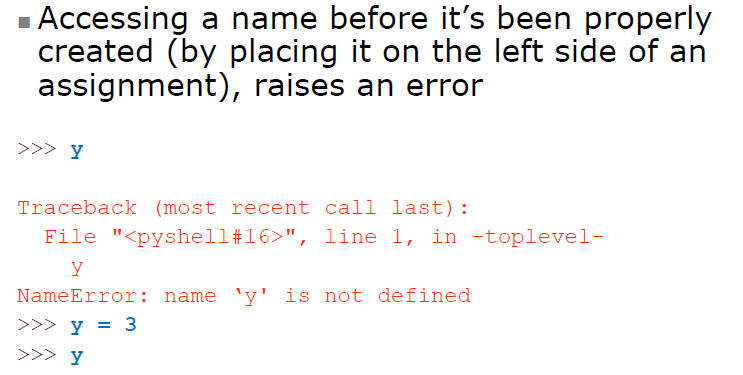 ▪ Accessing a name before it’s been properly
created (by placing it on the left side of an
assignment), raises an error
>>> y
Traceback (most recent call last):
File "<pyshell#16>", line 1, in -toplevel-
y
NameError: name ‘y' is not defined
>>> y = 3
>>> y